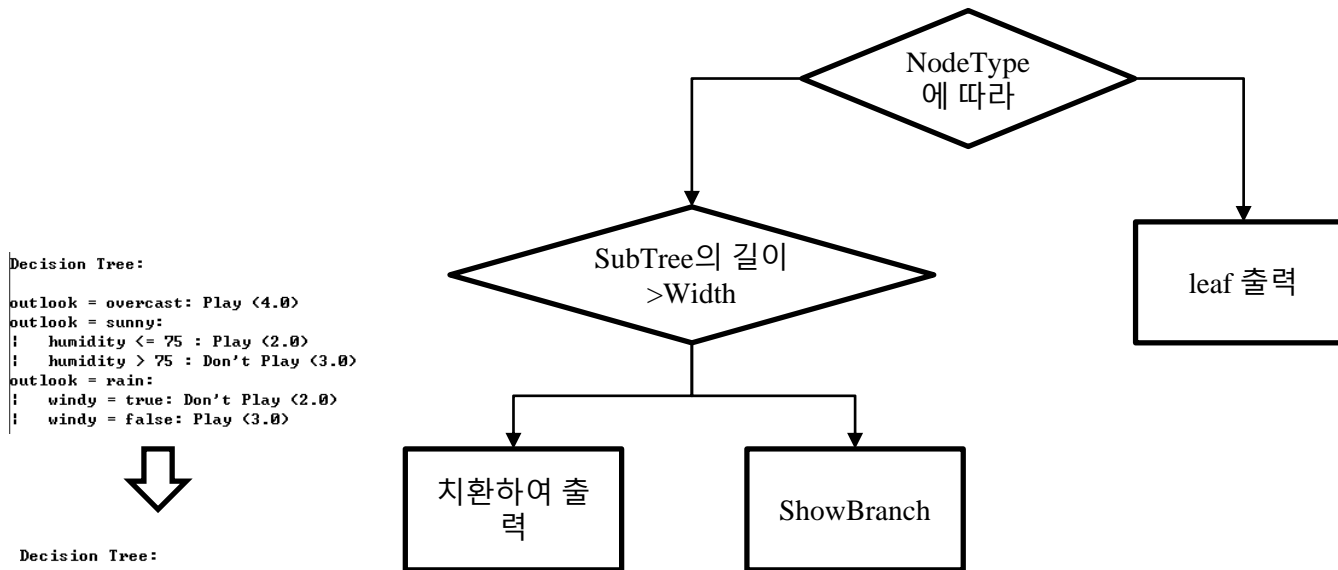 NodeType
에 따라
SubTree의 길이
>Width
leaf 출력
치환하여 출
력
ShowBranch
Decision Tree:
outlook = overcast: Play (4.0)
outlook = sunny:
|   humidity <= 75 : Play (2.0)
|   humidity > 75 : Don't Play (3.0)
outlook = rain:
|   windy = true: Don't Play (2.0)
|   windy = false: Play (3.0)
Decision Tree: